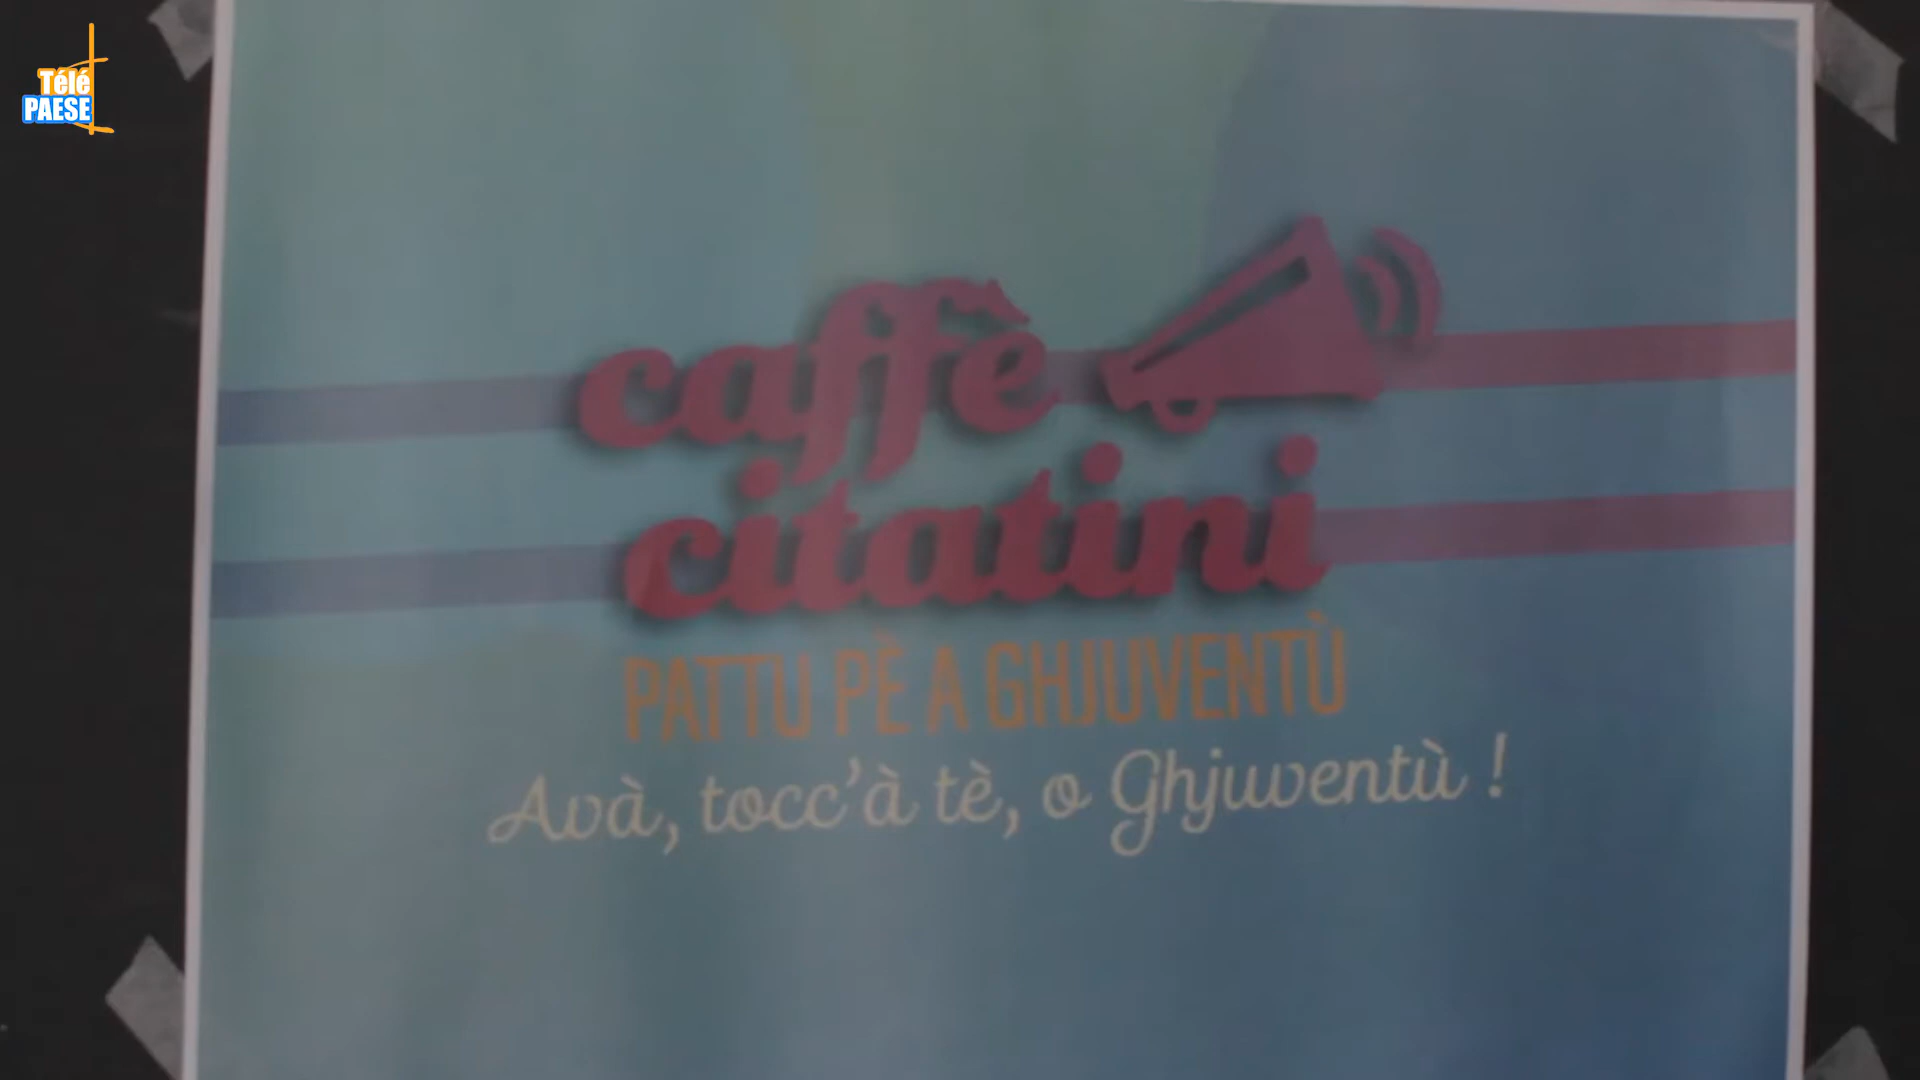 Télé
PAESE
caffè
citatini
PATTU PÈ A GHJUVENTÙ
Avà, tocc'à tè, o Ghjuventù !